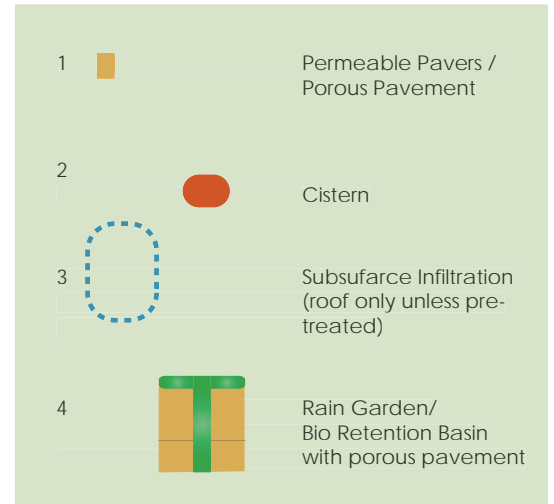 1 Permeable Pavers /
Porous Pavement
2
Cistern
3 Subsufarce Infiltration
(roof only unless pre-
treated)
4 Rain Garden/
Bio Retention Basin
with porous pavement